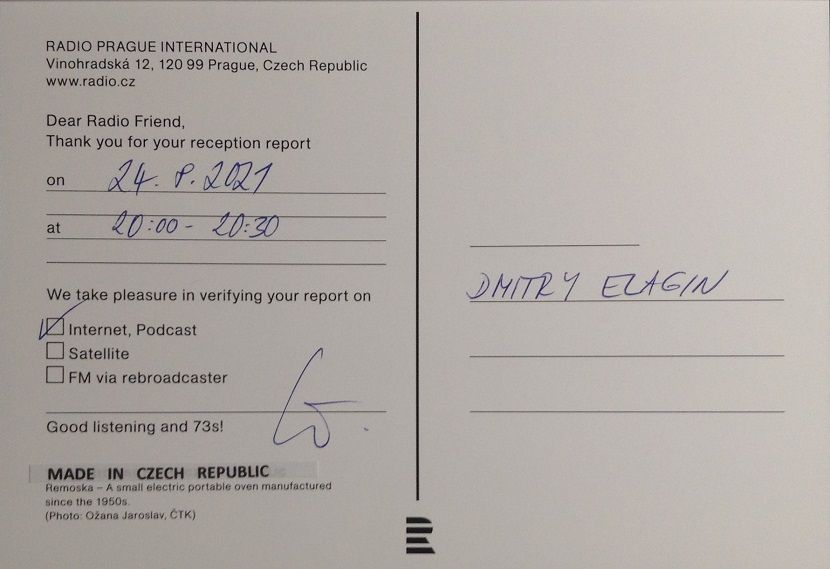 RADIO PRAGUE INTERNATIONAL
Vinohradská 12, 120 99 Prague, Czech Republic
www.radio.cz
Dear Radio Friend,
Thank you for your reception report
on 24. 8. 2021
at 20:00 - 20:30
We take pleasure in verifying your report on
Internet, Podcast
Satellite
FM via rebroadcaster
Good listening and 73s!
MADE IN CZECH REPUBLIC
Remoska – A small electric portable oven manufactured
since the 1950s.
(Photo: Ožana Jaroslav, ČTK)
DMITRY ELAGIN